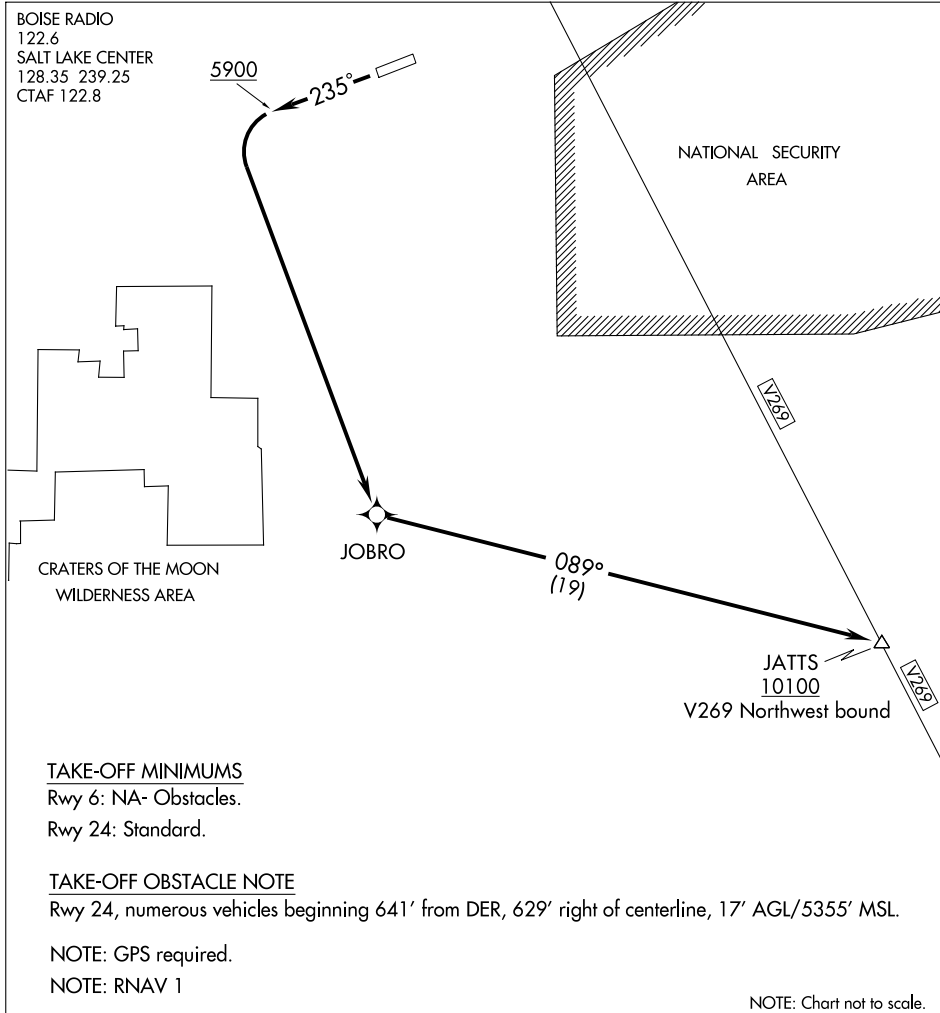 BOISE RADIO
122.6
SALT LAKE CENTER
128.35 239.25
CTAF 122.8
5900
235°
NATIONAL SECURITY
AREA
V269
CRATERS OF THE MOON
WILDERNESS AREA
JOBRO
089°
(19)
JATTS
10100
V269 Northwest bound
V269
TAKE-OFF MINIMUMS
Rwy 6: NA- Obstacles.
Rwy 24: Standard.
TAKE-OFF OBSTACLE NOTE
Rwy 24, numerous vehicles beginning 641' from DER, 629' right of centerline, 17' AGL/5355' MSL.
NOTE: GPS required.
NOTE: RNAV 1
NOTE: Chart not to scale.